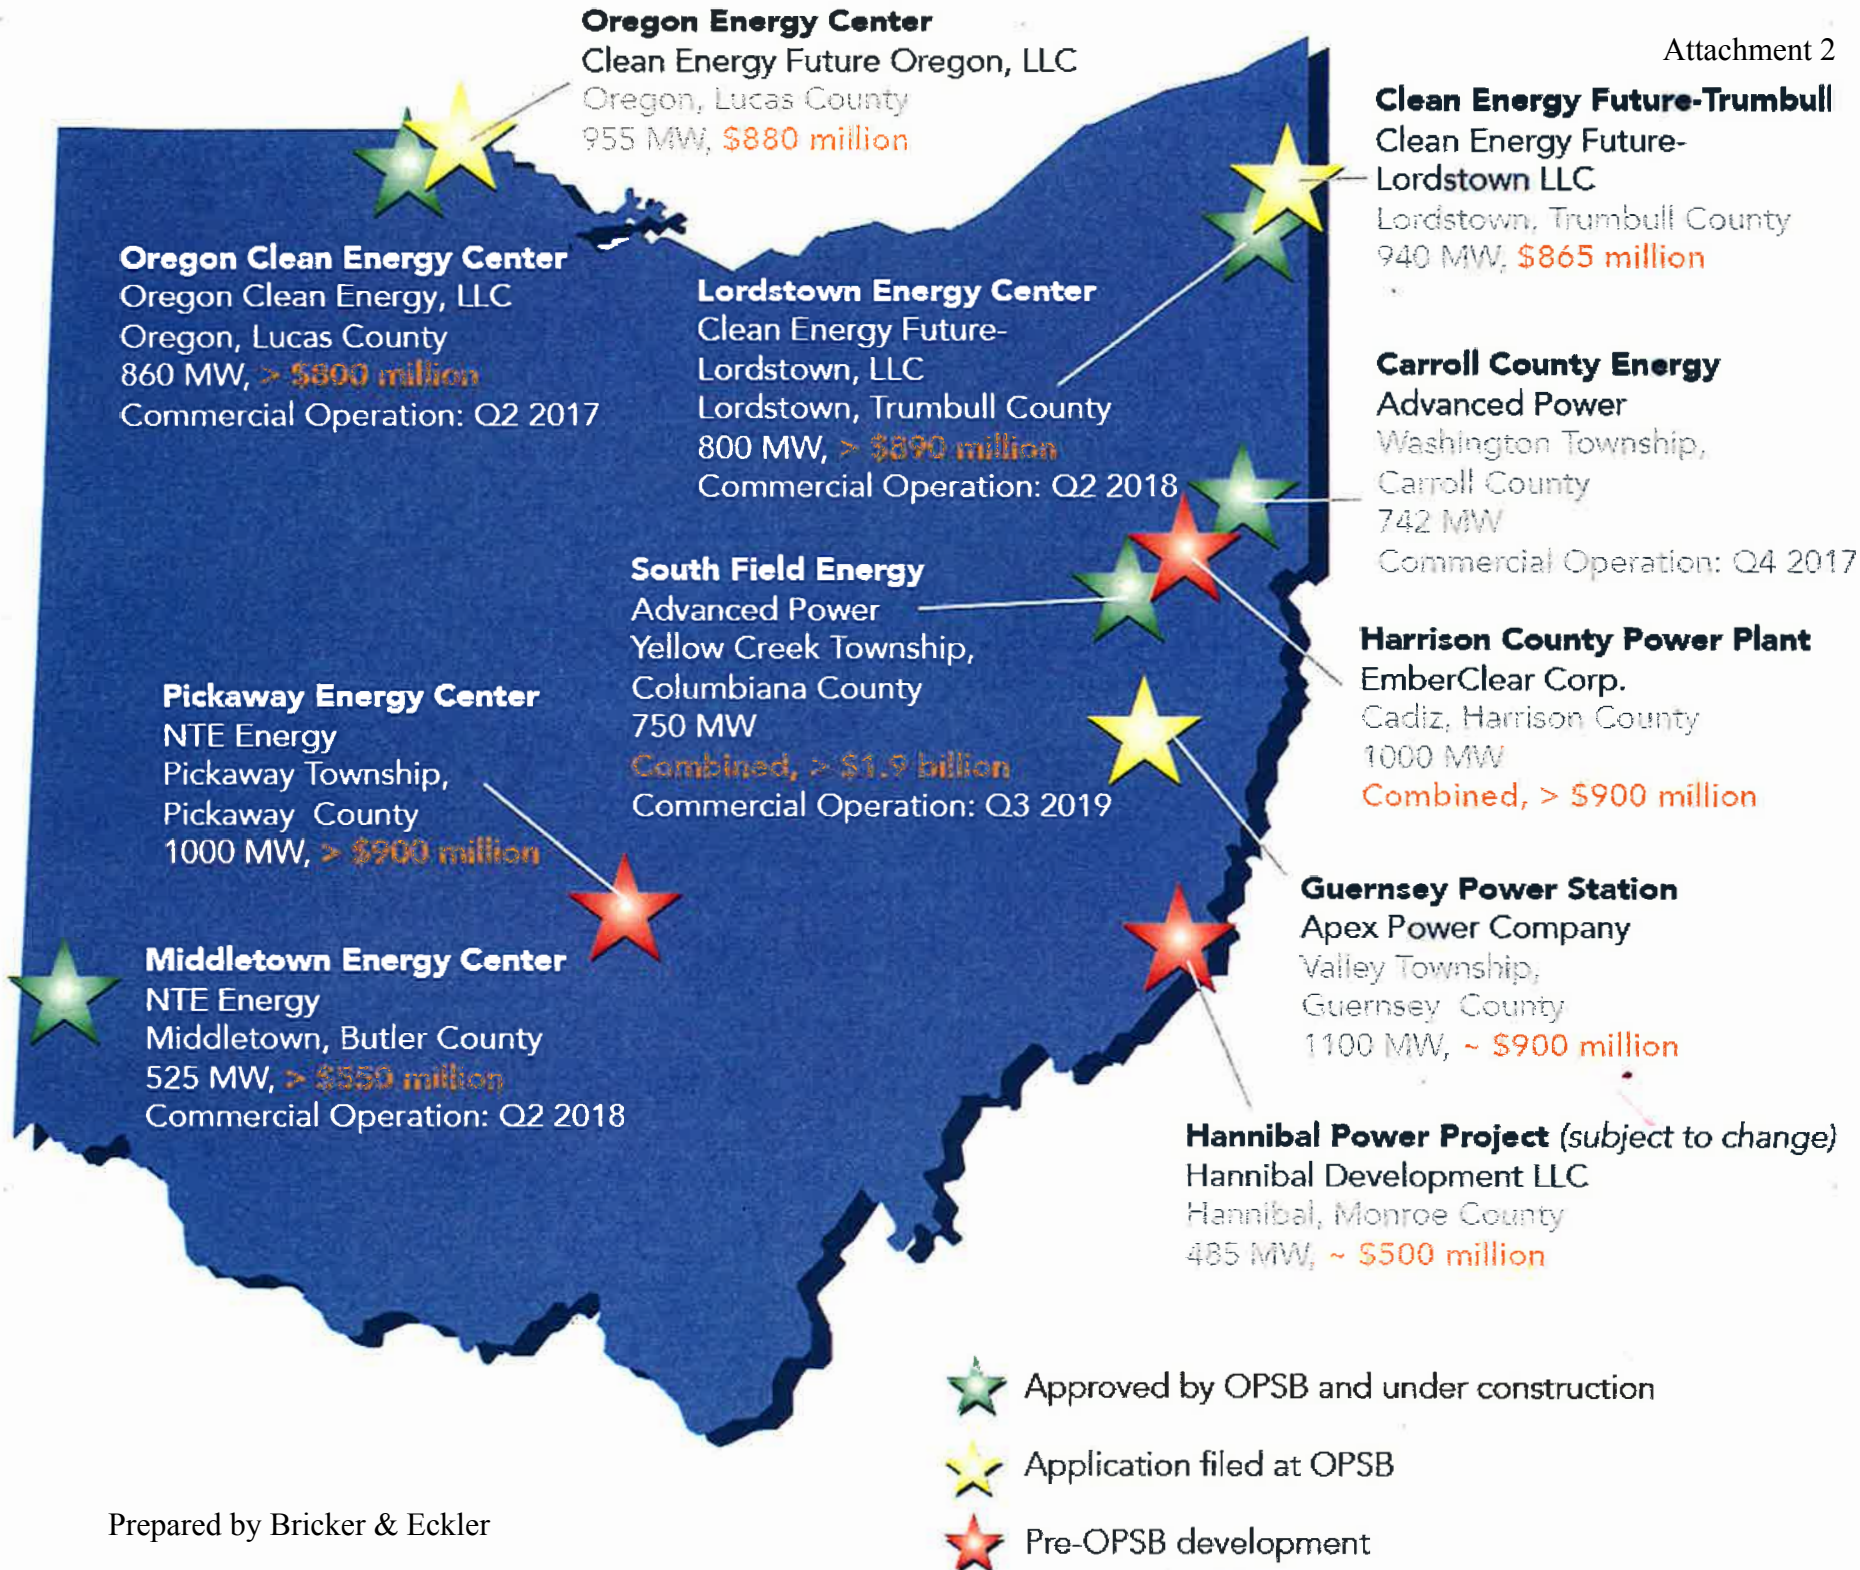 Attachment 2
Oregon Energy Center
Clean Energy Future Oregon, LLC
Oregon, Lucas County
955 MW, $880 million
Clean Energy Future-Trumbull
Clean Energy Future-
Lordstown LLC
Lordstown, Trumbull County
940 MW, $865 million
Oregon Clean Energy Center
Oregon Clean Energy, LLC
Oregon, Lucas County
860 MW, > $800 million
Commercial Operation: Q2 2017
Lordstown Energy Center
Clean Energy Future-
Lordstown, LLC
Lordstown, Trumbull County
800 MW, > $890 million
Commercial Operation: Q2 2018
Carroll County Energy
Advanced Power
Washington Township,
Carroll County
742 MW
Commercial Operation: Q4 2017
South Field Energy
Advanced Power
Yellow Creek Township,
Columbiana County
750 MW
Combined, > $1.9 billion
Commercial Operation: Q3 2019
Harrison County Power Plant
EmberClear Corp.
Cadiz, Harrison County
1000 MW
Combined, > $900 million
Pickaway Energy Center
NTE Energy
Pickaway Township,
Pickaway County
1000 MW, > $900 million
Guernsey Power Station
Apex Power Company
Valley Township,
Guernsey County
1100 MW, ~ $900 million
Middletown Energy Center
NTE Energy
Middletown, Butler County
525 MW, > $550 million
Commercial Operation: Q2 2018
Hannibal Power Project (subject to change)
Hannibal Development LLC
Hannibal, Monroe County
485 MW, ~ $500 million
Approved by OPSB and under construction
Application filed at OPSB
Pre-OPSB development
Prepared by Bricker & Eckler